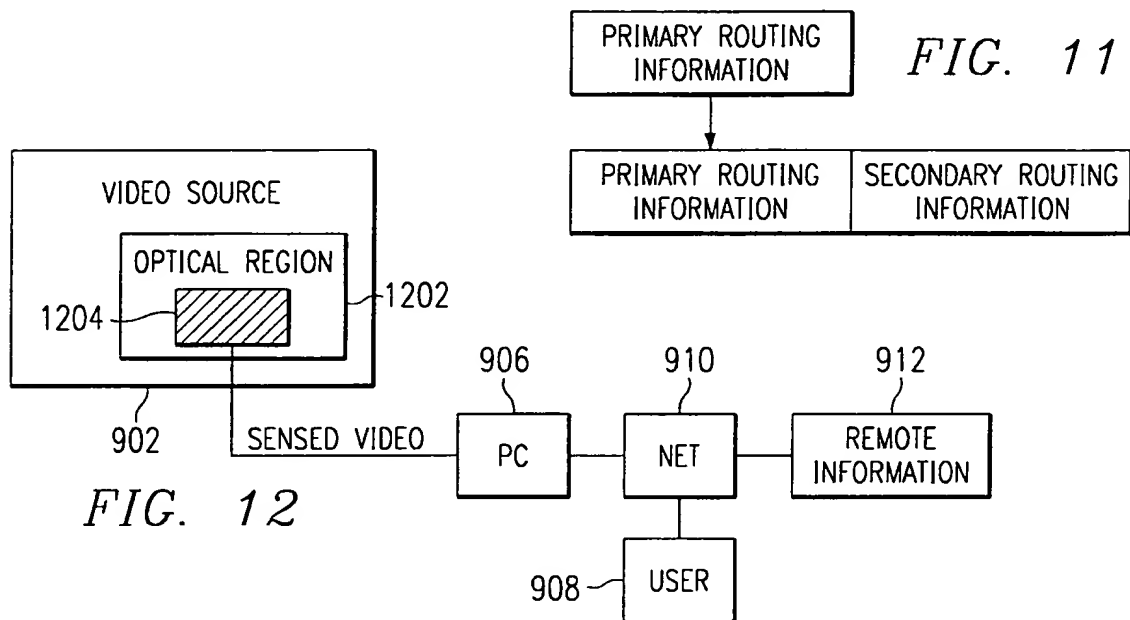 PRIMARY ROUTING
INFORMATION
FIG. 11
PRIMARY ROUTING
INFORMATION
SECONDARY ROUTING
INFORMATION
VIDEO SOURCE
OPTICAL REGION
1202
1204
902
SENSED VIDEO
906
PC
910
NET
912
REMOTE
INFORMATION
908
USER
FIG. 12